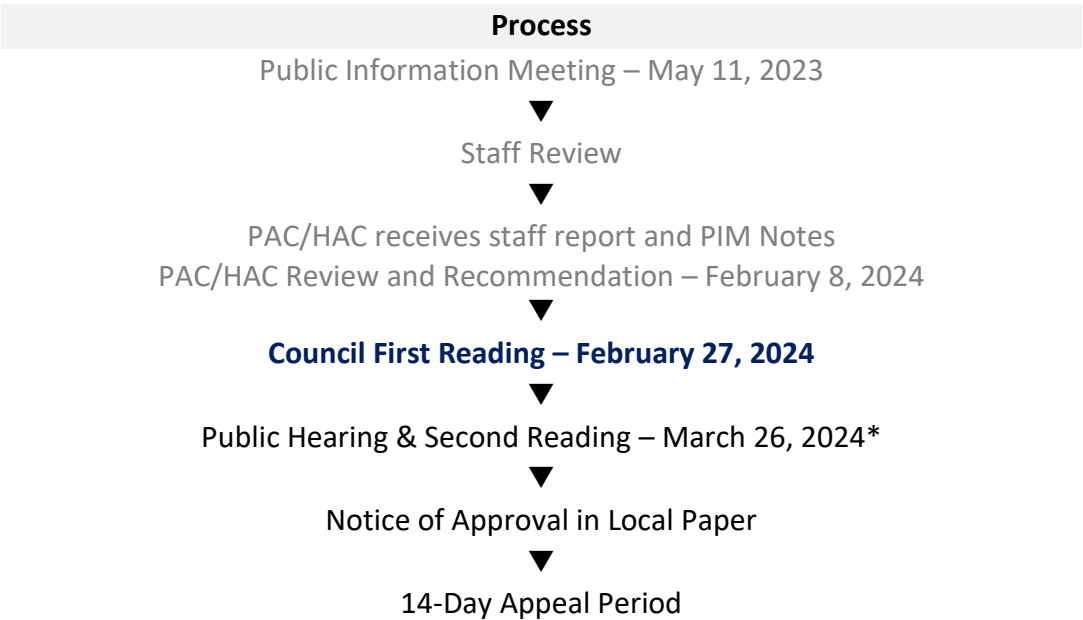 Process
Public Information Meeting – May 11, 2023
Staff Review
PAC/HAC receives staff report and PIM Notes
PAC/HAC Review and Recommendation – February 8, 2024
Council First Reading – February 27, 2024
Public Hearing & Second Reading – March 26, 2024*
Notice of Approval in Local Paper
14-Day Appeal Period